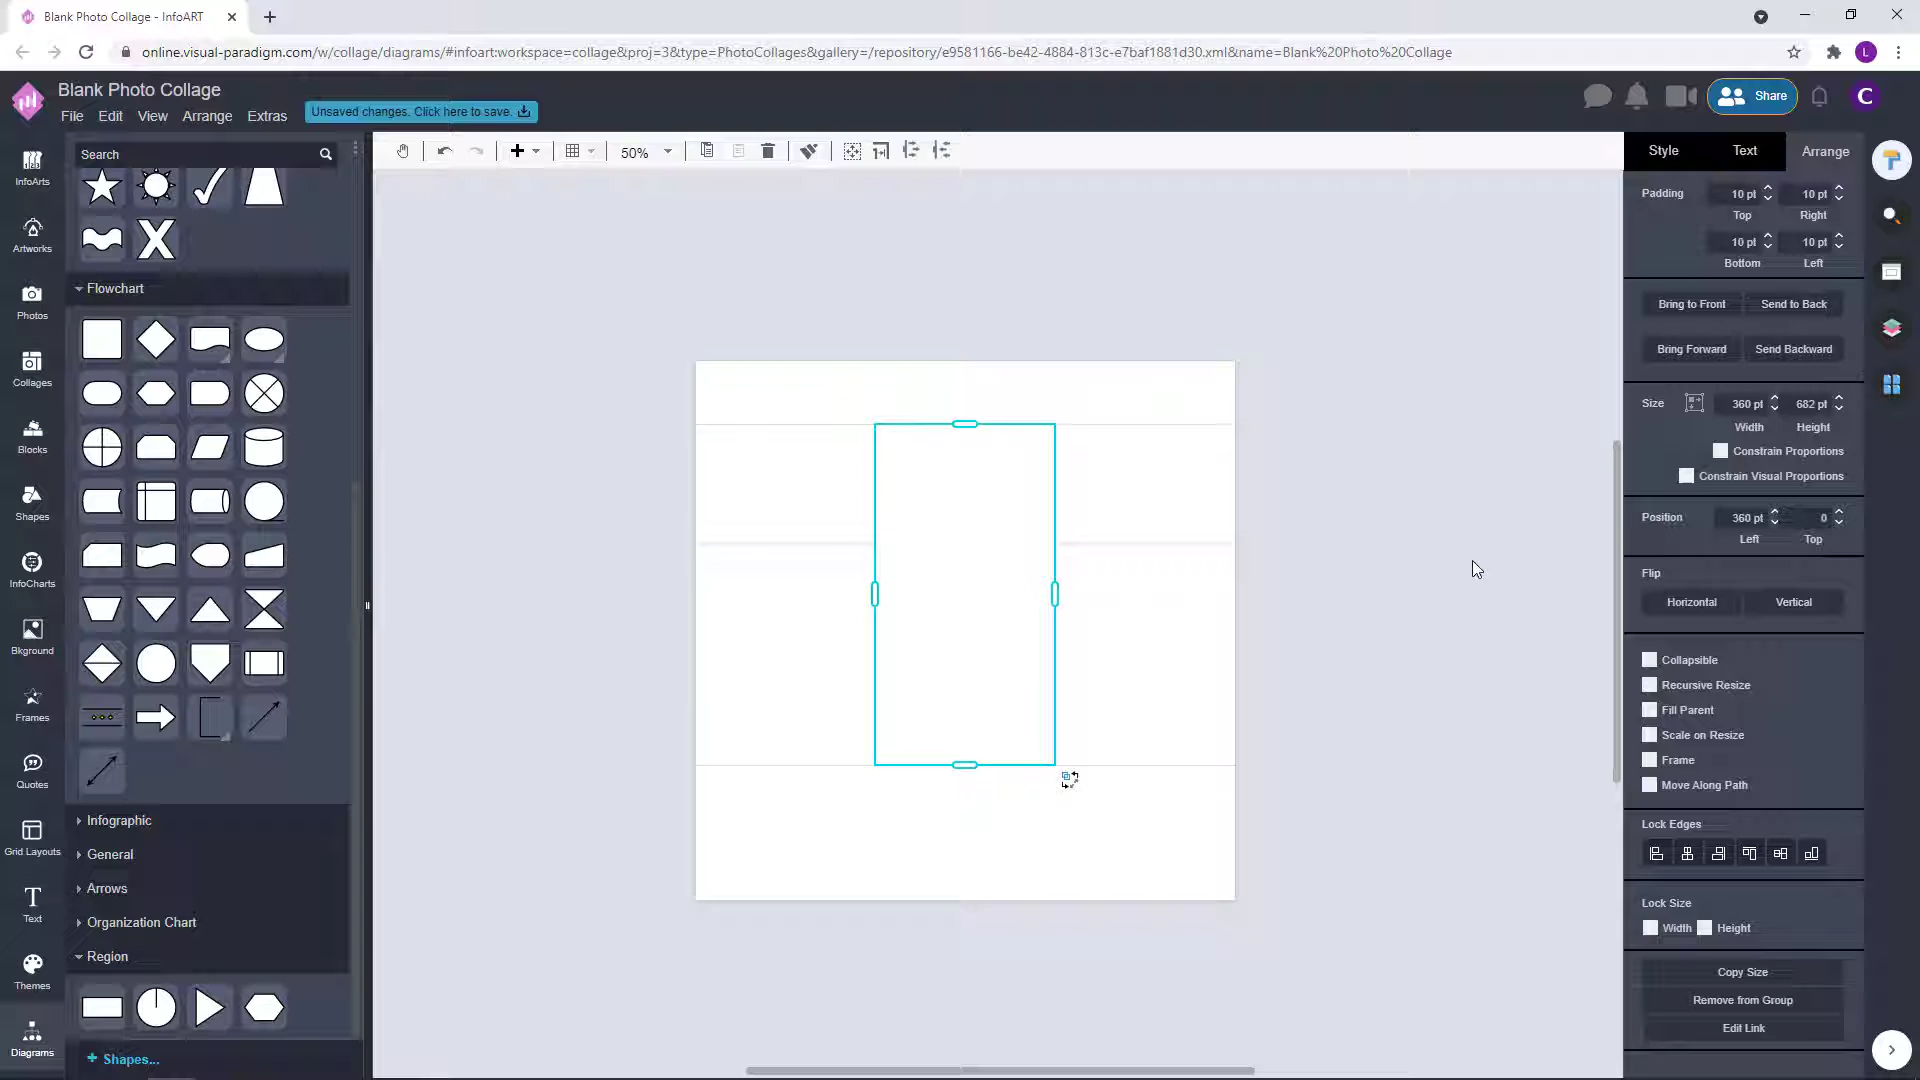 Blank Photo Collage - InfoART
online.visual-paradigm.com/w/collage/diagrams/#infoart:workspace=collage&proj=3&type=PhotoCollages&gallery=/repository/e9581166-be42-4884-813c-e7baf1881d30.xml&name=Blank%20Photo%20Collage
L
Blank Photo Collage
File Edit View Arrange Extras
Unsaved changes. Click here to save.
Share
C
InfoArts
Artworks
Photos
Collages
Blocks
Shapes
InfoCharts
Bkground
Frames
Quotes
Grid Layouts
Text
Themes
Diagrams
Search
Flowchart
Infographic
General
Arrows
Organization Chart
Region
Shapes...
50%
Style Text Arrange
Padding 10 pt 10 pt
Top Right
10 pt 10 pt
Bottom Left
Bring to Front Send to Back
Bring Forward Send Backward
Size 360 pt 682 pt
Width Height
Constrain Proportions
Constrain Visual Proportions
Position 360 pt 0
Left Top
Flip
Horizontal Vertical
Collapsible
Recursive Resize
Fill Parent
Scale on Resize
Frame
Move Along Path
Lock Edges
Lock Size
Width Height
Copy Size
Remove from Group
Edit Link